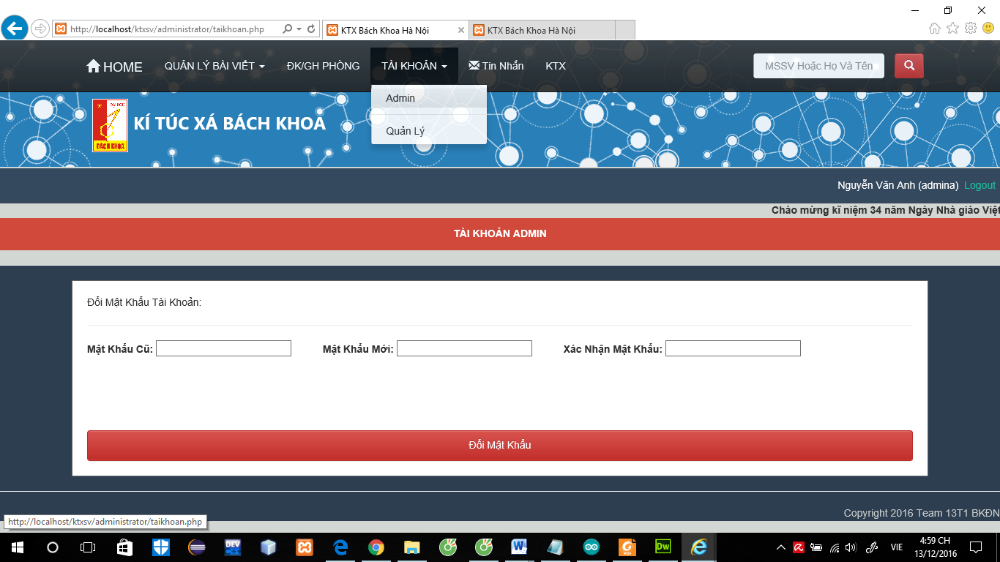 http://localhost/ktxsv/administrator/taikhoan.php
KTX Bách Khoa Hà Nội
KTX Bách Khoa Hà Nội
HOME
QUẢN LÝ BÀI VIẾT
ĐK/GH PHÒNG
TÀI KHOẢN
Tin Nhắn
KTX
MSSV Hoặc Họ Và Tên
Admin
Quản Lý
ĐẠI HỌC
BÁCH KHOA
KÍ TÚC XÁ BÁCH KHOA
Nguyễn Văn Anh (admina) Logout
Chào mừng kĩ niệm 34 năm Ngày Nhà giáo Việt
TÀI KHOẢN ADMIN
Đổi Mật Khẩu Tài Khoản:
Mật Khẩu Cũ:
Mật Khẩu Mới:
Xác Nhận Mật Khẩu:
Đổi Mật Khẩu
Copyright 2016 Team 13T1 BKĐN
http://localhost/ktxsv/administrator/taikhoan.php
DEV
PDF
Dw
VIE
4:59 CH
13/12/2016